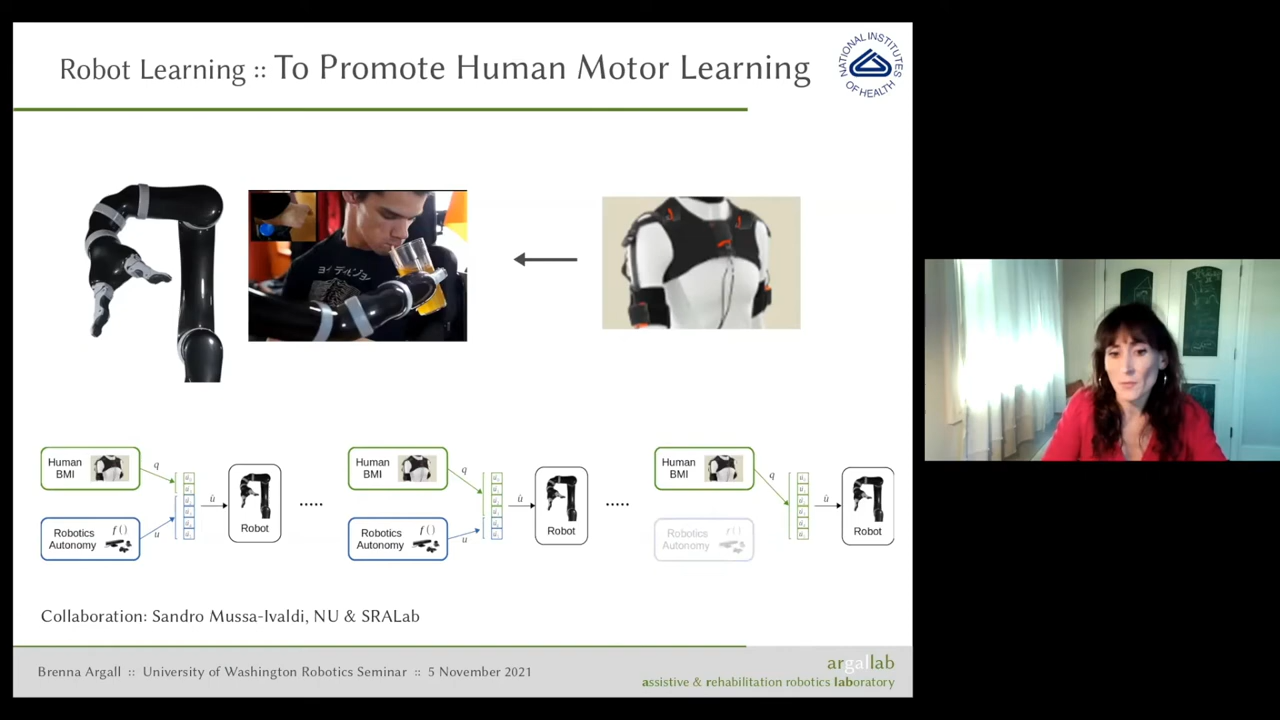 Robot Learning :: To Promote Human Motor Learning
NATIONAL INSTITUTES
OF HEALTH
Human
BMI
q
Robotics
Autonomy
f ()
u
û
Robot
.....
Human
BMI
q
Robotics
Autonomy
f ()
u
û
Robot
.....
Human
BMI
q
Robotics
Autonomy
û
Robot
Collaboration: Sandro Mussa-Ivaldi, NU & SRALab
Brenna Argall :: University of Washington Robotics Seminar :: 5 November 2021
argallab
assistive & rehabilitation robotics laboratory